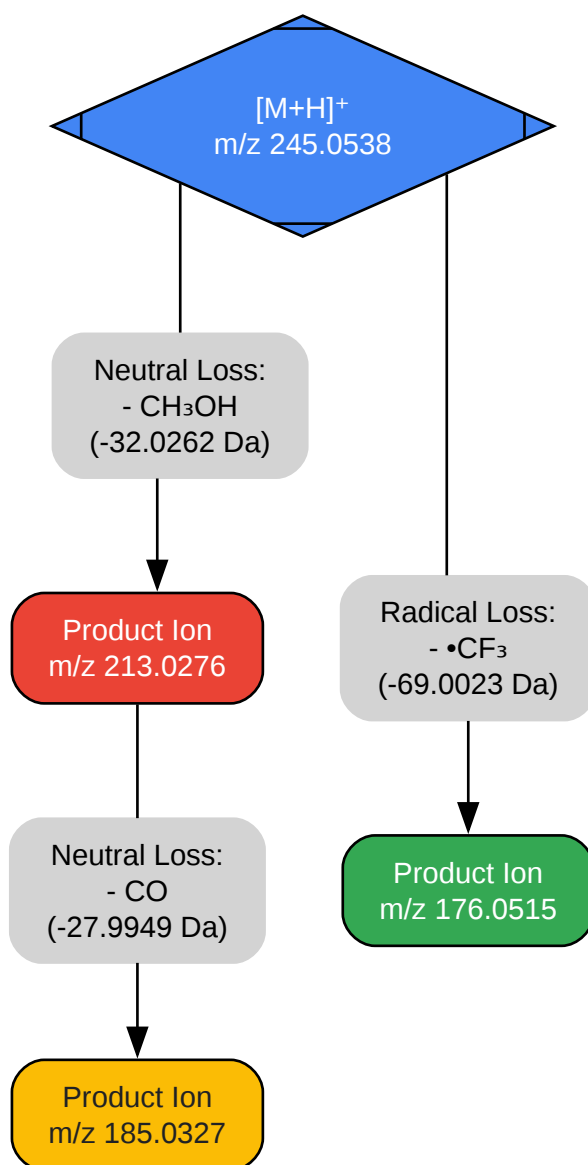 [M+H]⁺
m/z 245.0538
Neutral Loss:
- CH₃OH
(-32.0262 Da)
Product Ion
m/z 213.0276
Radical Loss:
- •CF₃
(-69.0023 Da)
Neutral Loss:
- CO
(-27.9949 Da)
Product Ion
m/z 176.0515
Product Ion
m/z 185.0327